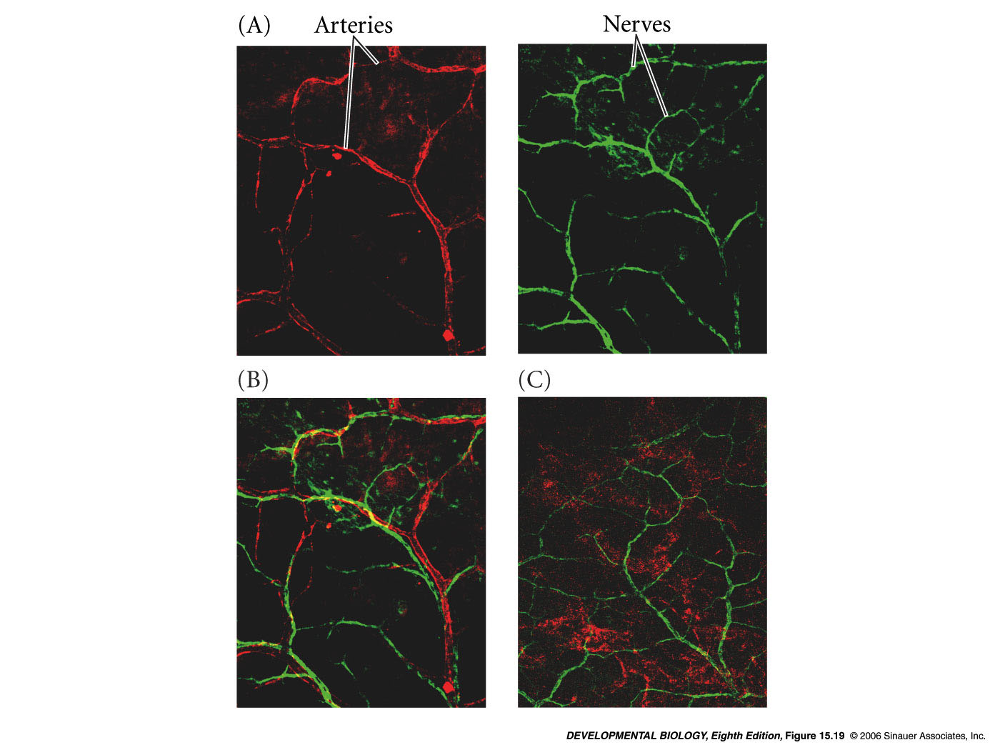 (A)
Arteries
Nerves
(B)
(C)
DEVELOPMENTAL BIOLOGY, Eighth Edition, Figure 15.19 © 2006 Sinauer Associates, Inc.